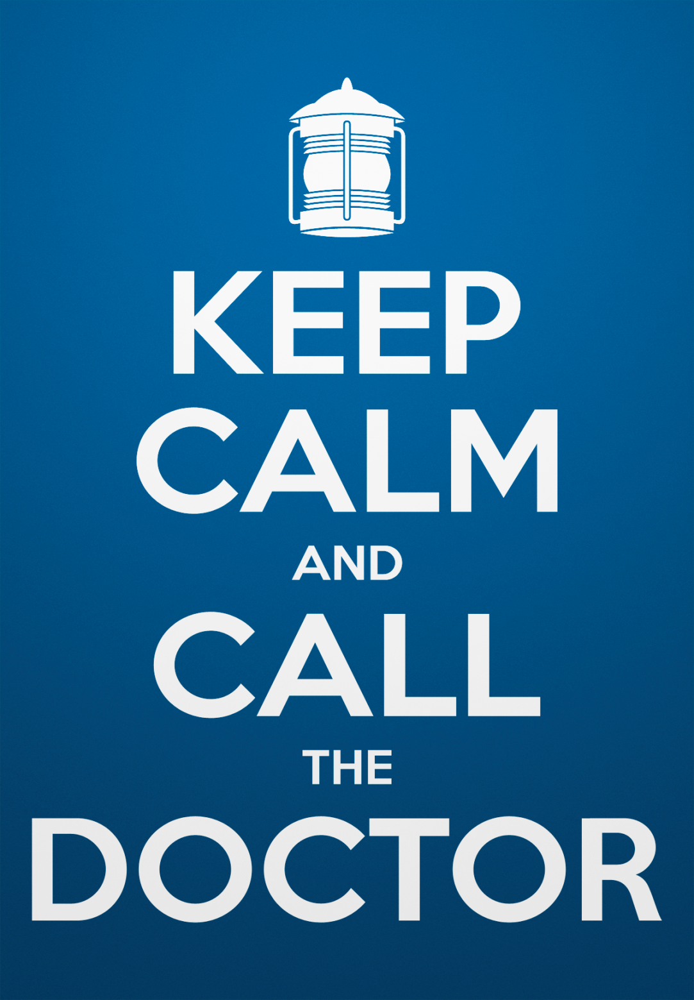 KEEP
CALM
AND
CALL
THE
DOCTOR